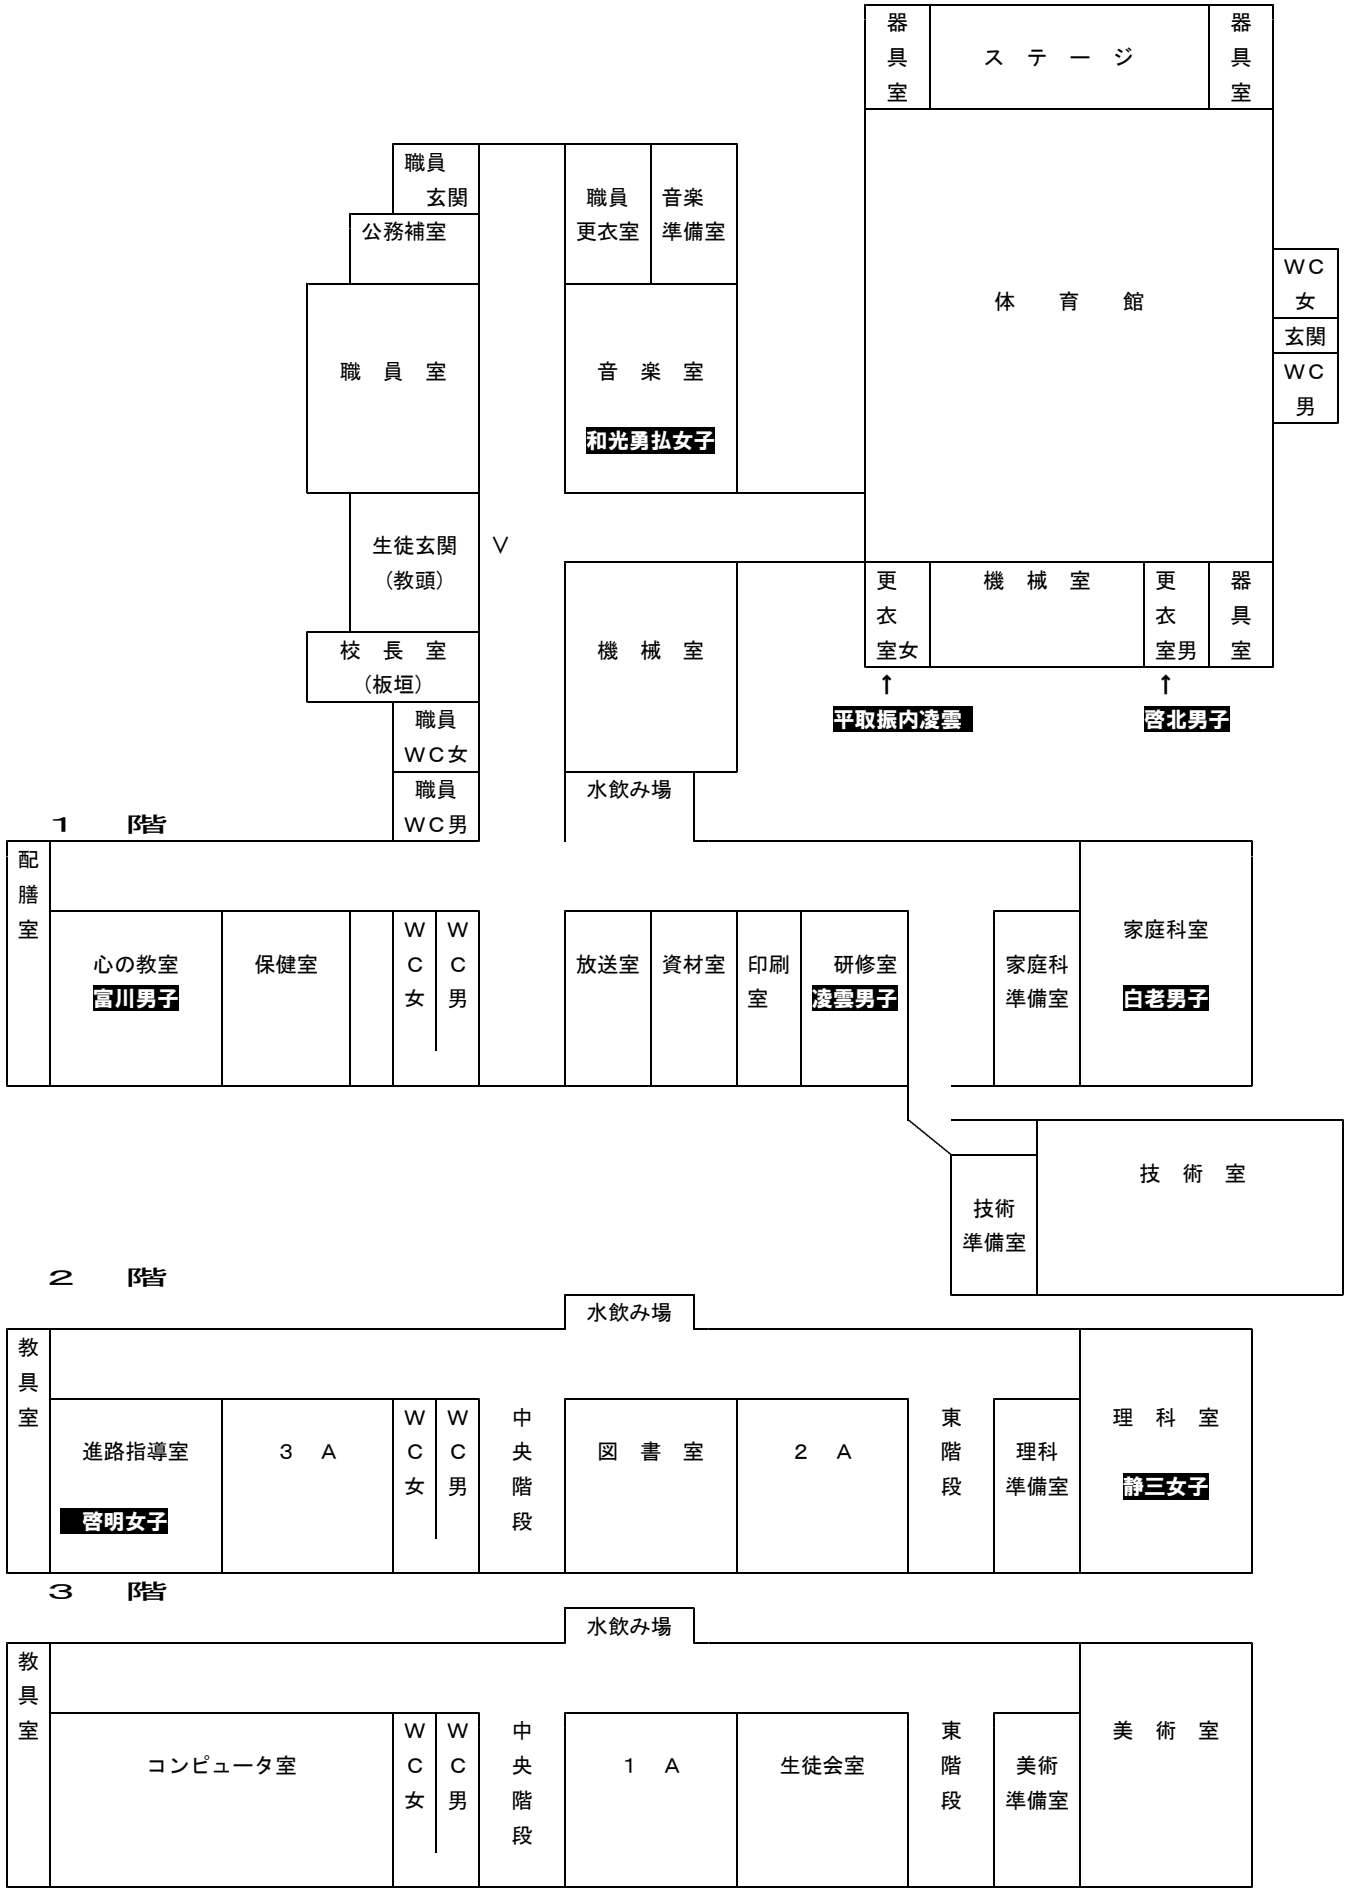 器具室
ステージ
器具室
職員
玄関
公務補室
職員
更衣室
音楽
準備室
体育館
WC
女
玄関
WC
男
職員室
音楽室
和光勇払女子
生徒玄関
(教頭)
∨
校長室
(板垣)
機械室
更衣室女
機械室
更衣室男
器具室
↑
↑
平取振内凌雲
啓北男子
職員
WC女
職員
WC男
水飲み場
1 階
配膳室
心の教室
富川男子
保健室
WC女
WC男
放送室
資材室
印刷
室
研修室
凌雲男子
家庭科
準備室
家庭科室
白老男子
技術室
技術
準備室
2 階
水飲み場
教具室
進路指導室
啓明女子
3 A
WC女
WC男
中央階段
図書室
2 A
東階段
理科
準備室
理科室
静三女子
3 階
水飲み場
教具室
コンピュータ室
WC女
WC男
中央階段
1 A
生徒会室
東階段
美術
準備室
美術室